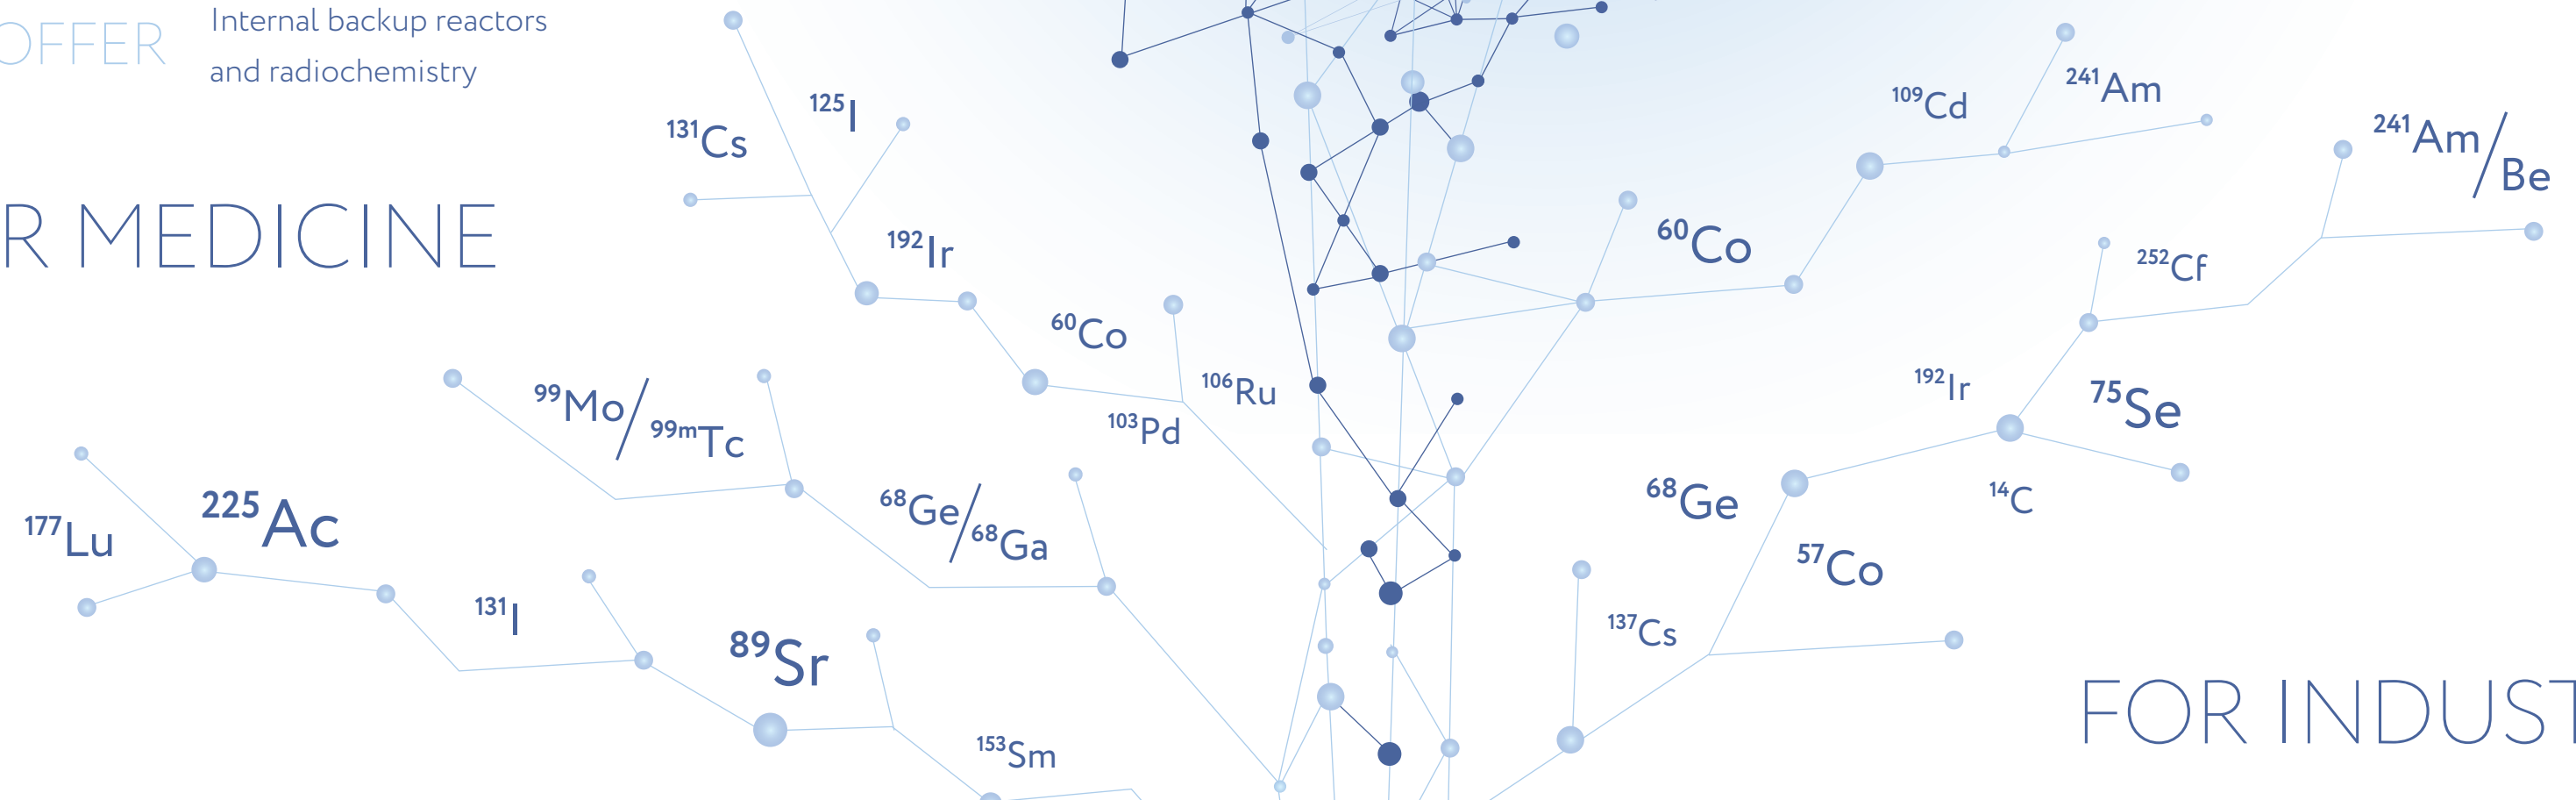 OFFER
Internal backup reactors
and radiochemistry
R MEDICINE
¹³¹Cs
¹²⁵I
¹⁹²Ir
⁶⁰Co
¹⁰⁶Ru
¹⁰³Pd
⁹⁹Mo/⁹⁹ᵐTc
⁶⁸Ge/⁶⁸Ga
¹⁷⁷Lu
²²⁵Ac
¹³¹I
⁸⁹Sr
¹⁵³Sm
¹⁰⁹Cd
²⁴¹Am
²⁴¹Am/Be
⁶⁰Co
²⁵²Cf
¹⁹²Ir
⁷⁵Se
⁶⁸Ge
¹⁴C
⁵⁷Co
¹³⁷Cs
FOR INDUST